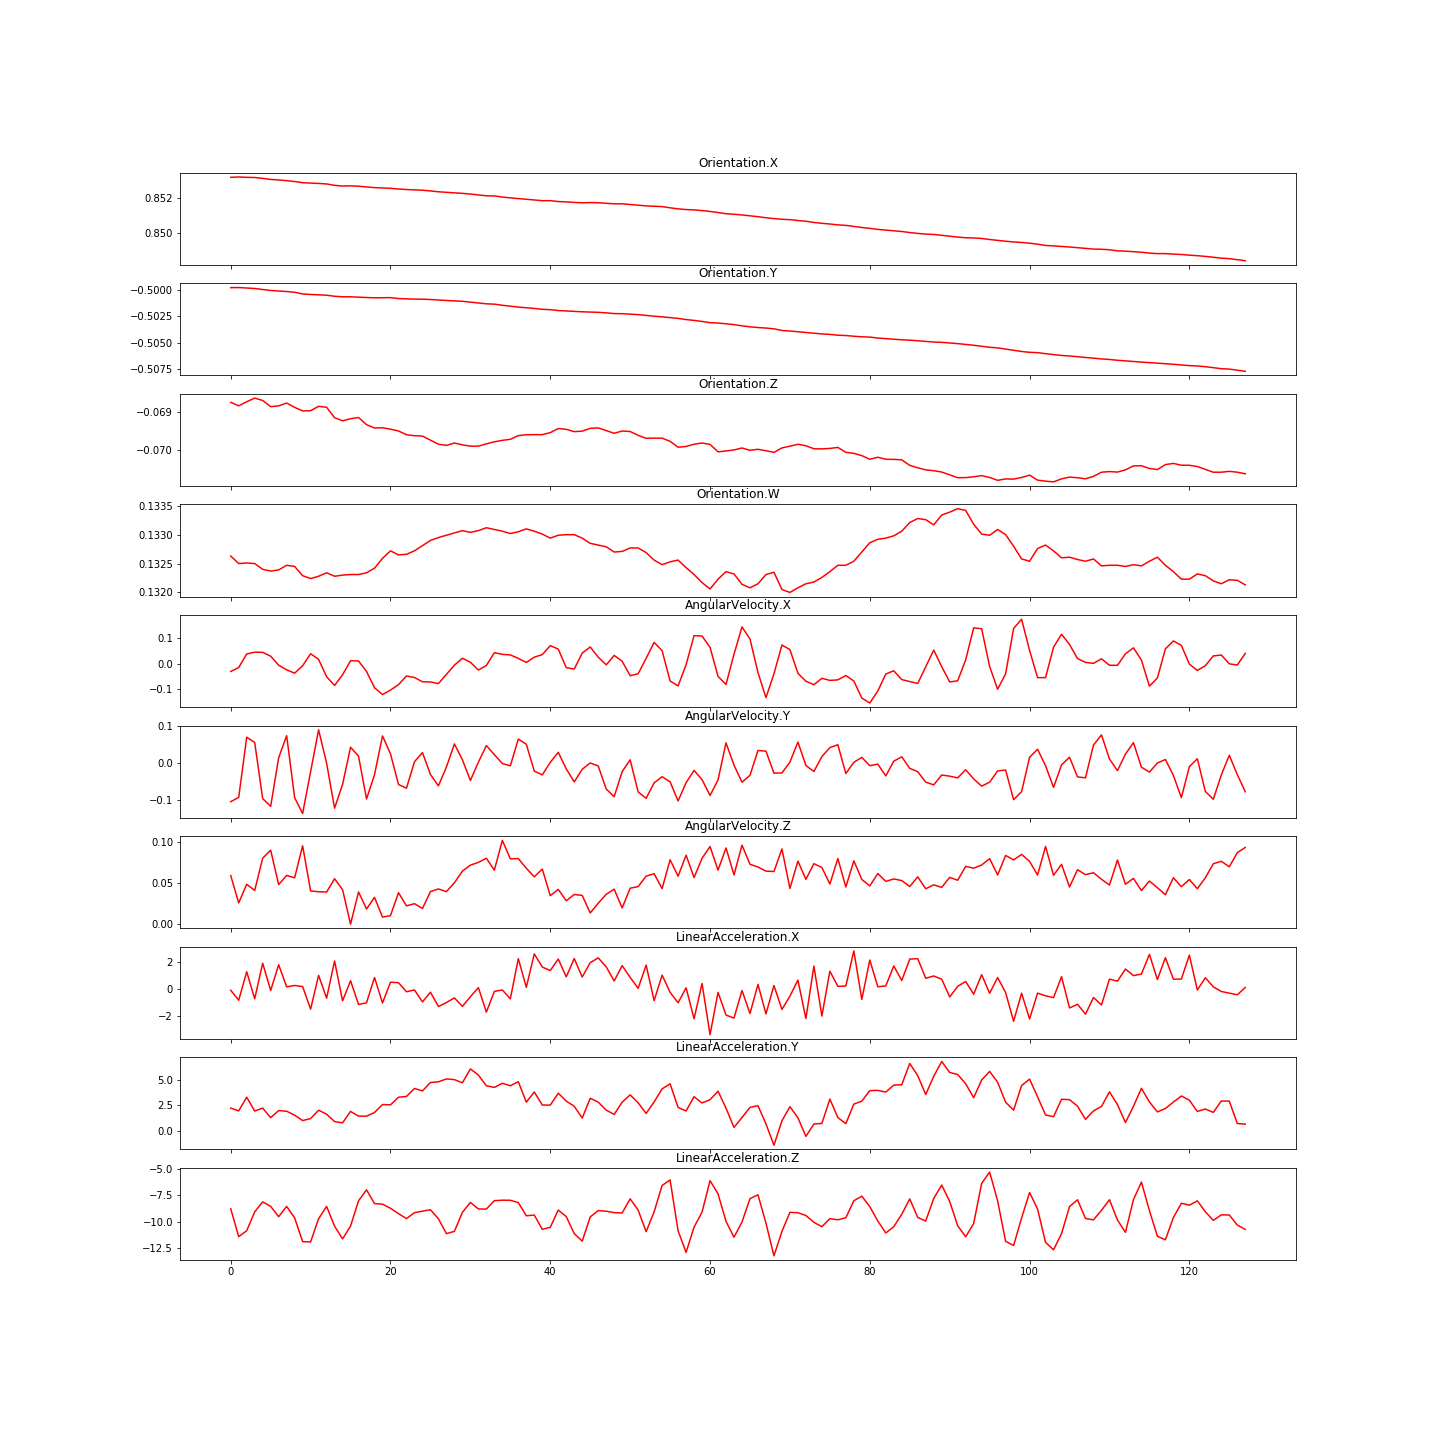 Orientation.X
0.852
0.850
Orientation.Y
−0.5000
−0.5025
−0.5050
−0.5075
Orientation.Z
−0.069
−0.070
Orientation.W
0.1335
0.1330
0.1325
0.1320
AngularVelocity.X
0.1
0.0
−0.1
AngularVelocity.Y
0.1
0.0
−0.1
AngularVelocity.Z
0.10
0.05
0.00
LinearAcceleration.X
2
0
−2
LinearAcceleration.Y
5.0
2.5
0.0
LinearAcceleration.Z
−5.0
−7.5
−10.0
−12.5
0 20 40 60 80 100 120